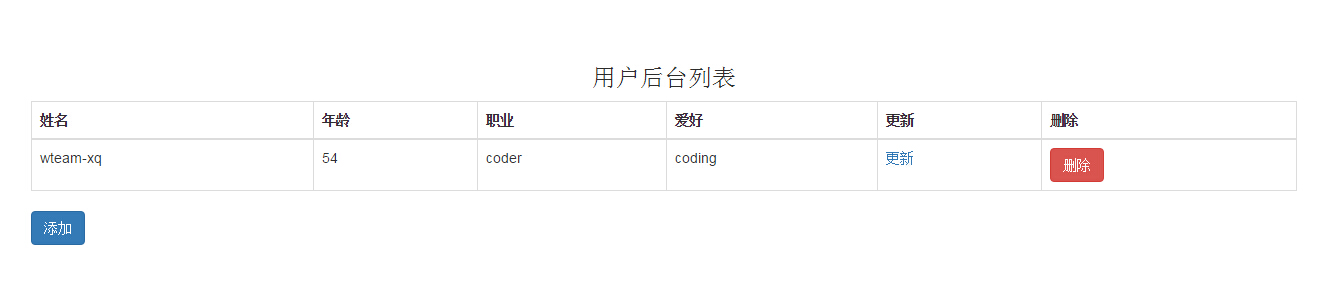 用户后台列表
姓名 年龄 职业 爱好 更新 删除
wteam-xq 54 coder coding 更新 删除
添加